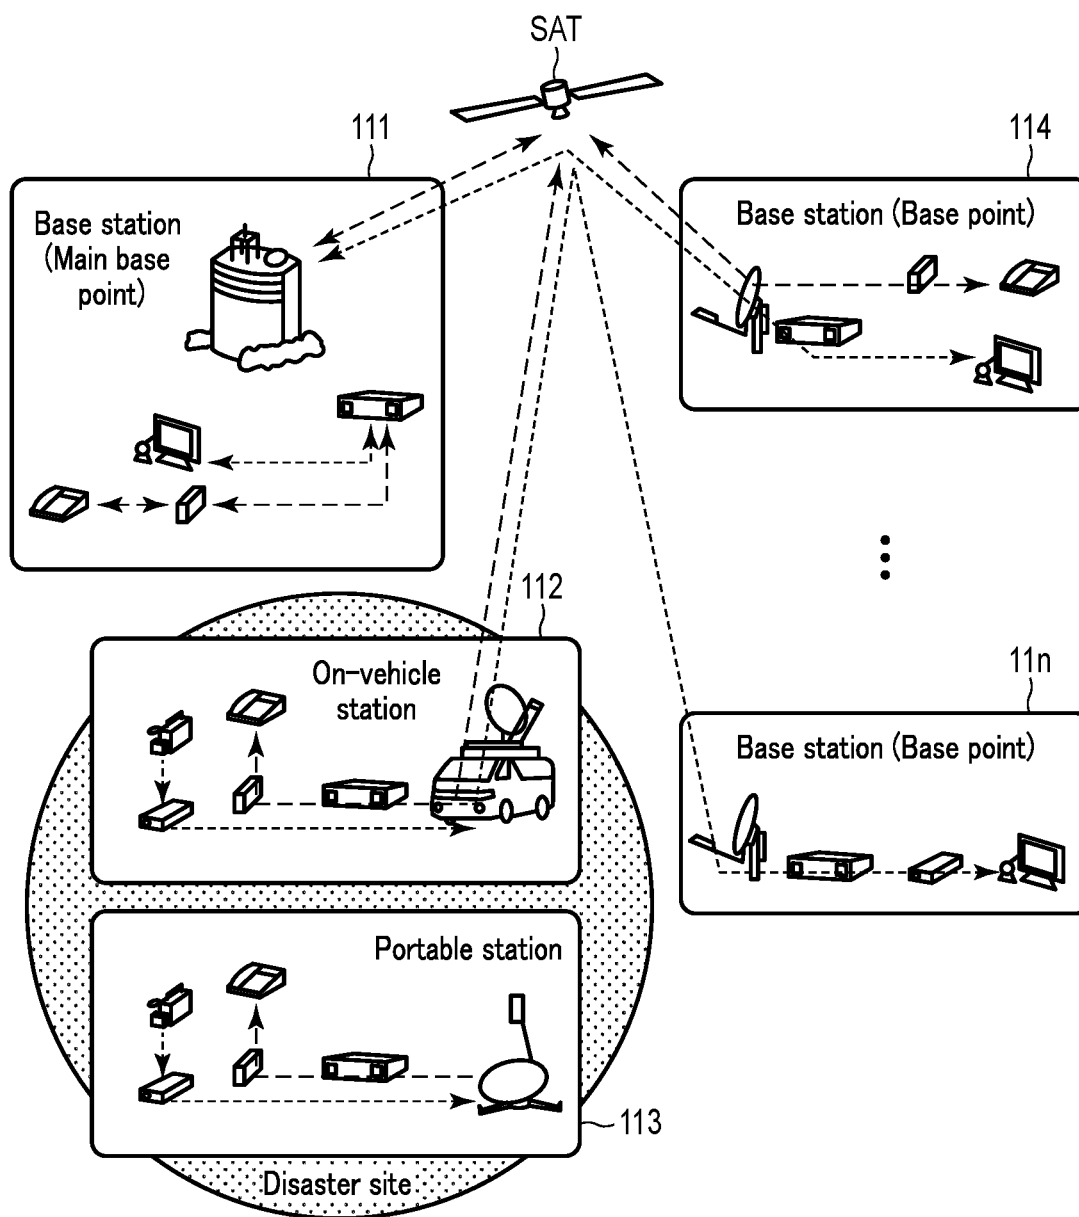 SAT
111
114
Base station
(Main base
point)
Base station (Base point)
112
On-vehicle
station
11n
Base station (Base point)
Portable station
113
Disaster site